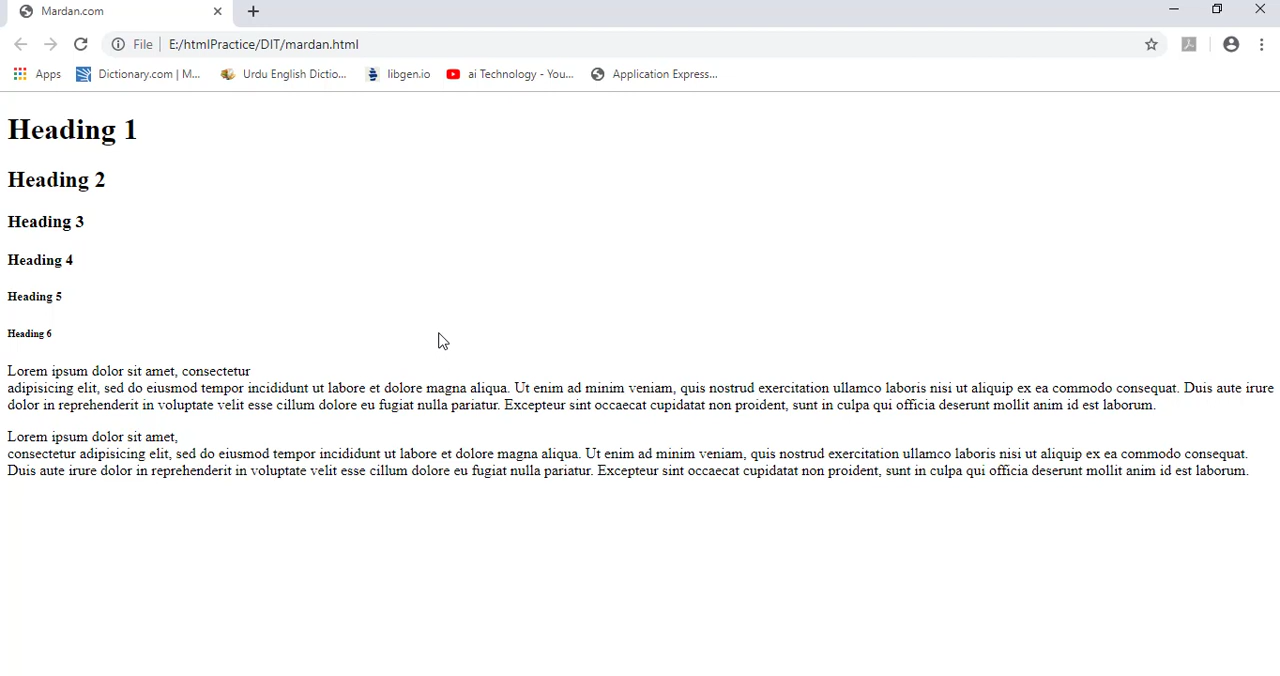 Mardan.com
File E:/htmlPractice/DIT/mardan.html
Apps Dictionary.com | M... Urdu English Dictio... libgen.io ai Technology - You... Application Express...
Heading 1
Heading 2
Heading 3
Heading 4
Heading 5
Heading 6
Lorem ipsum dolor sit amet, consectetur
adipisicing elit, sed do eiusmod tempor incididunt ut labore et dolore magna aliqua. Ut enim ad minim veniam, quis nostrud exercitation ullamco laboris nisi ut aliquip ex ea commodo consequat. Duis aute irure
dolor in reprehenderit in voluptate velit esse cillum dolore eu fugiat nulla pariatur. Excepteur sint occaecat cupidatat non proident, sunt in culpa qui officia deserunt mollit anim id est laborum.
Lorem ipsum dolor sit amet,
consectetur adipisicing elit, sed do eiusmod tempor incididunt ut labore et dolore magna aliqua. Ut enim ad minim veniam, quis nostrud exercitation ullamco laboris nisi ut aliquip ex ea commodo consequat.
Duis aute irure dolor in reprehenderit in voluptate velit esse cillum dolore eu fugiat nulla pariatur. Excepteur sint occaecat cupidatat non proident, sunt in culpa qui officia deserunt mollit anim id est laborum.